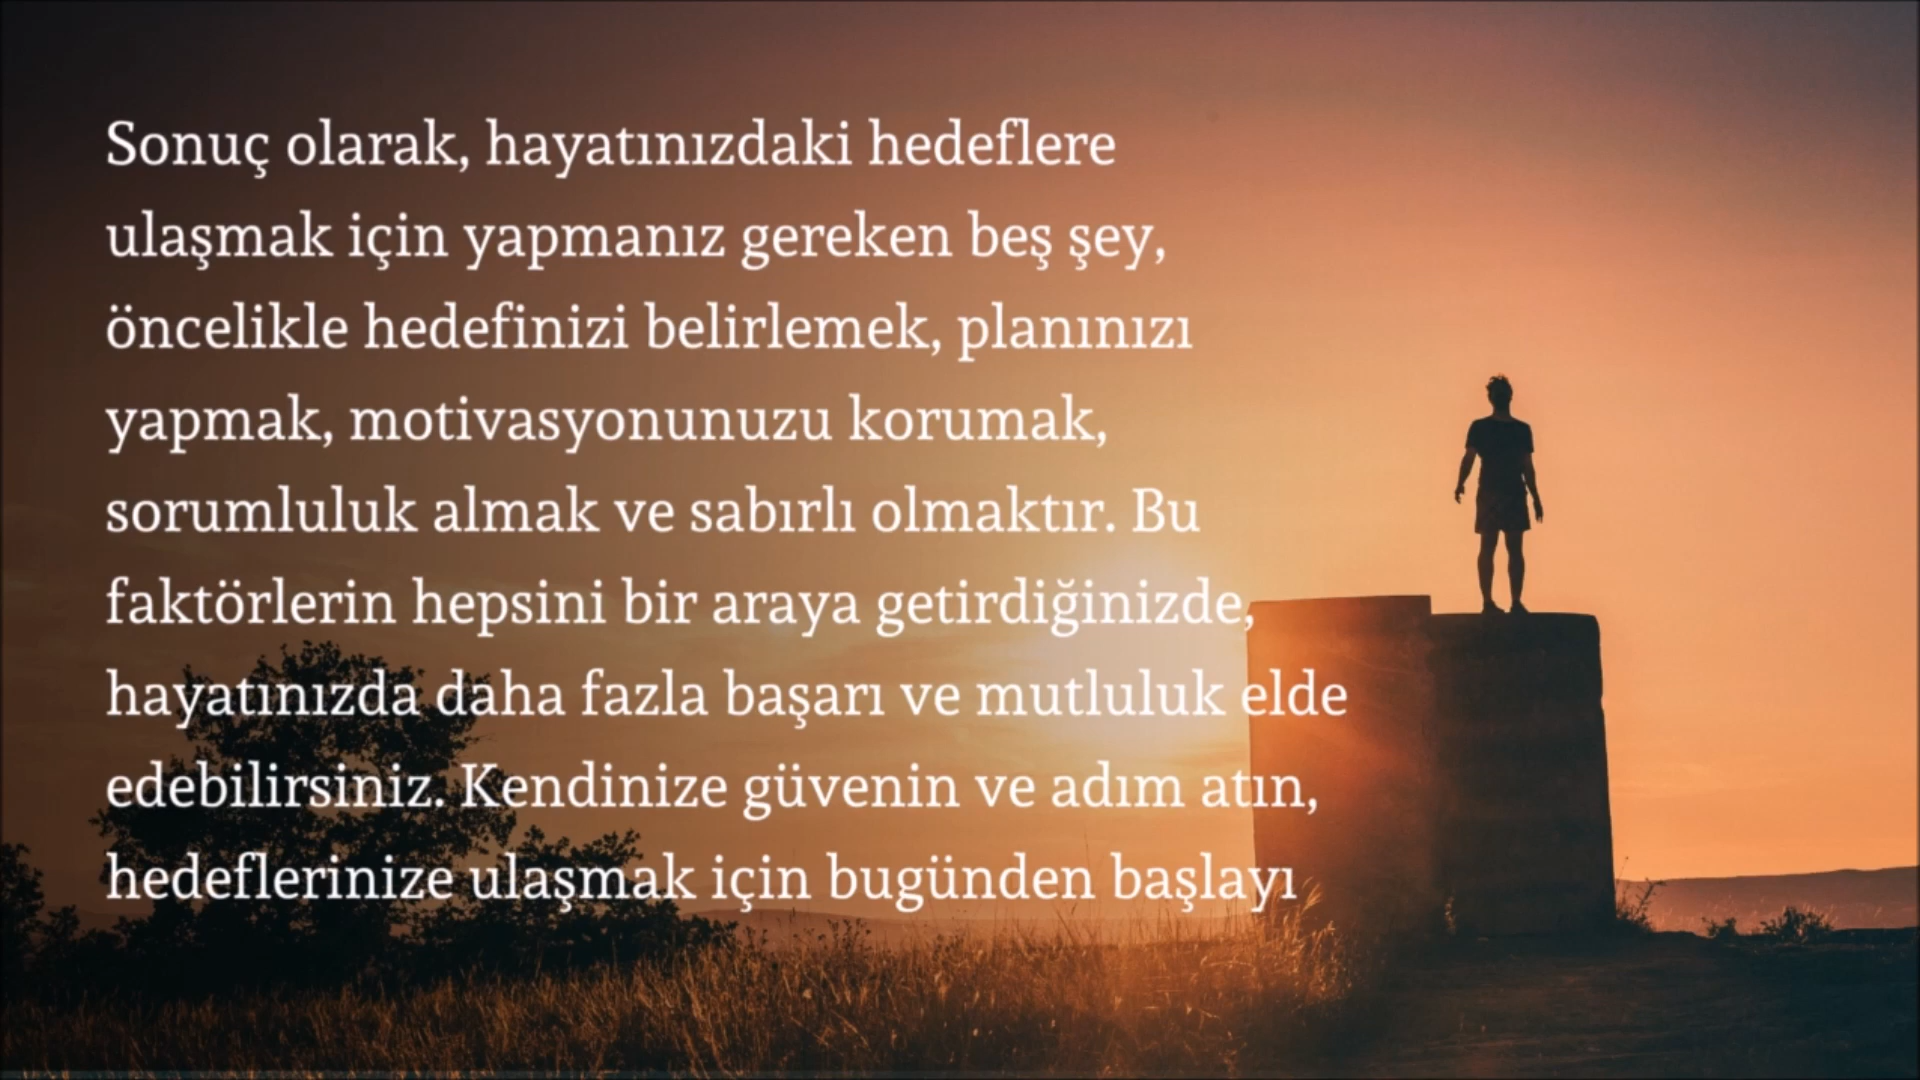 Sonuç olarak, hayatınızdaki hedeflere
ulaşmak için yapmanız gereken beş şey,
öncelikle hedefinizi belirlemek, planınızı
yapmak, motivasyonunuzu korumak,
sorumluluk almak ve sabırlı olmaktır. Bu
faktörlerin hepsini bir araya getirdiğinizde,
hayatınızda daha fazla başarı ve mutluluk elde
edebilirsiniz. Kendinize güvenin ve adım atın,
hedeflerinize ulaşmak için bugünden başlayı